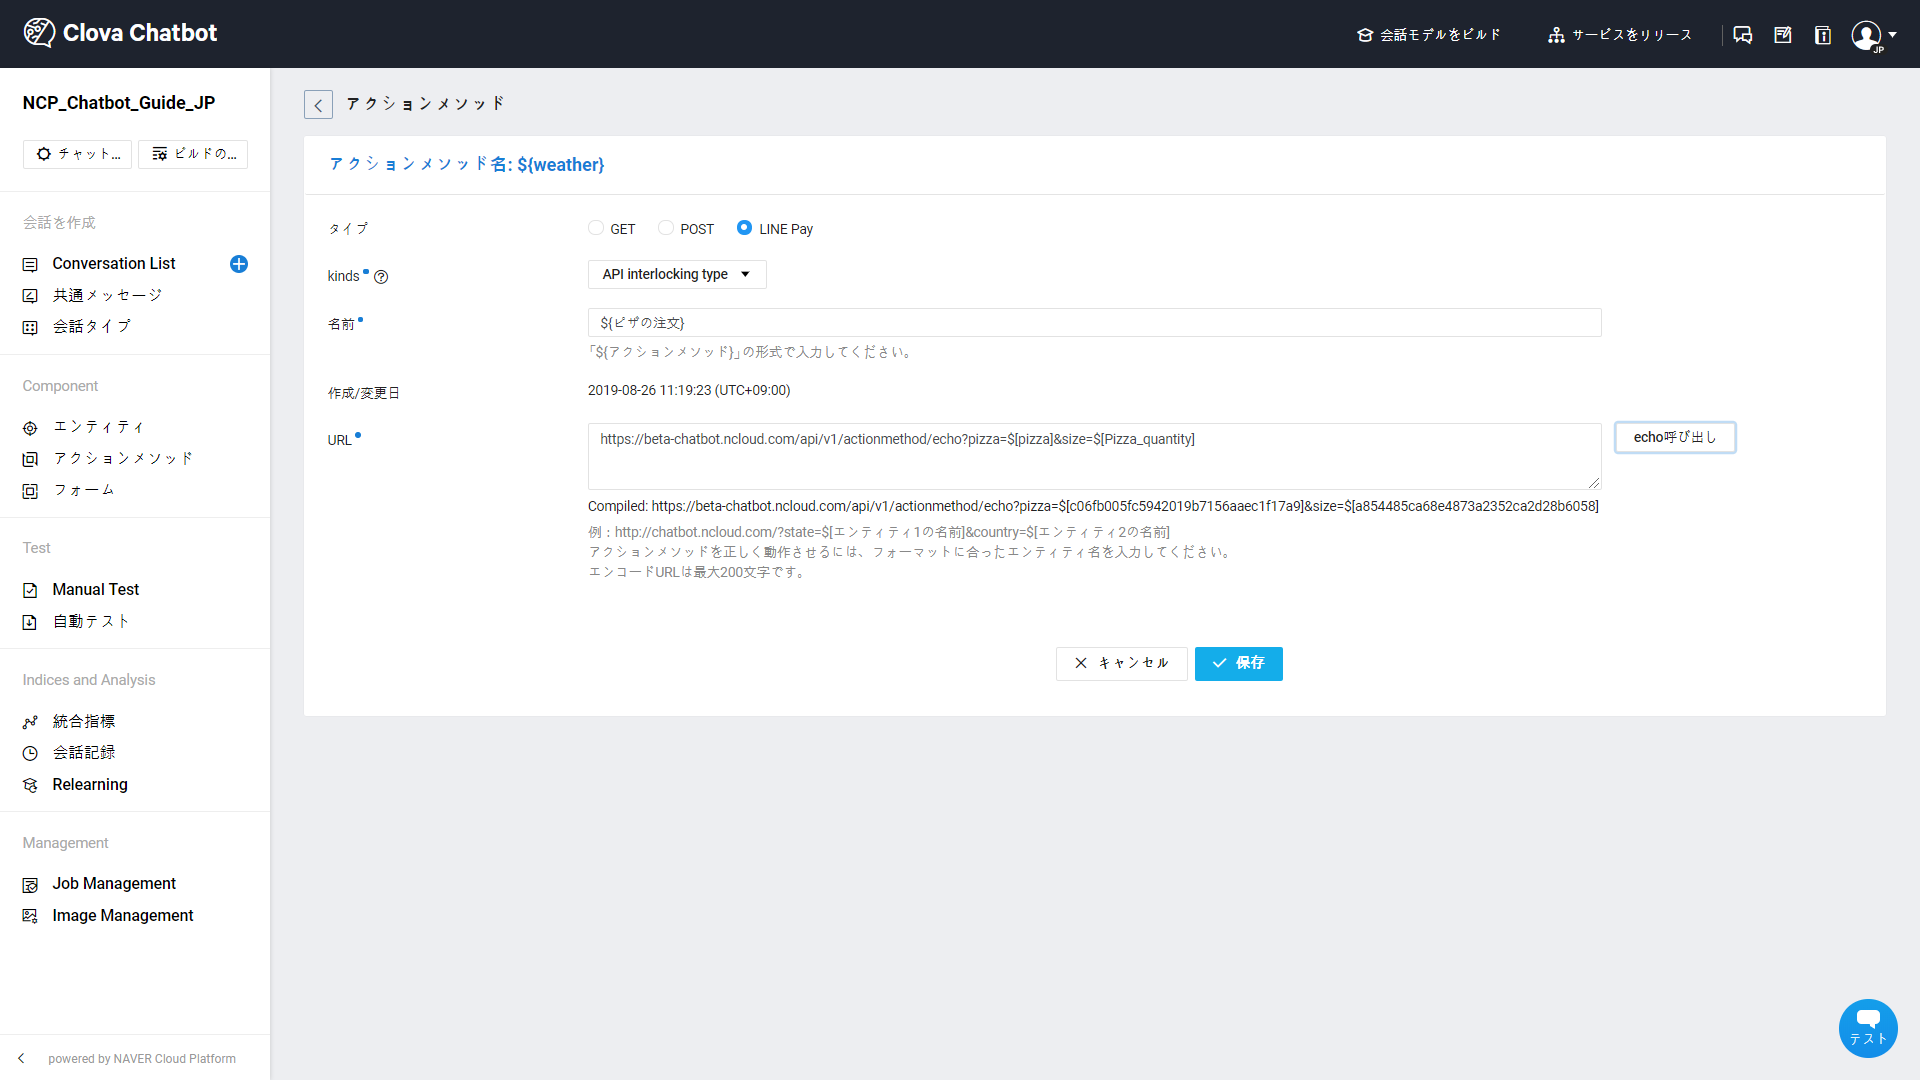 Clova Chatbot
会話モデルをビルド
サービスをリリース
JP
NCP_Chatbot_Guide_JP
チャット...
ビルドの...
会話を作成
Conversation List
共通メッセージ
会話タイプ
Component
エンティティ
アクションメソッド
フォーム
Test
Manual Test
自動テスト
Indices and Analysis
統合指標
会話記録
Relearning
Management
Job Management
Image Management
powered by NAVER Cloud Platform
アクションメソッド
アクションメソッド名: ${weather}
タイプ
GET
POST
LINE Pay
kinds
API interlocking type
名前
${ピザの注文}
「${アクションメソッド}」の形式で入力してください。
作成/変更日
2019-08-26 11:19:23 (UTC+09:00)
URL
https://beta-chatbot.ncloud.com/api/v1/actionmethod/echo?pizza=$[pizza]&size=$[Pizza_quantity]
echo呼び出し
Compiled: https://beta-chatbot.ncloud.com/api/v1/actionmethod/echo?pizza=$[c06fb005fc5942019b7156aaec1f17a9]&size=$[a854485ca68e4873a2352ca2d28b6058]
例：http://chatbot.ncloud.com/?state=$[エンティティ1の名前]&country=$[エンティティ2の名前]
アクションメソッドを正しく動作させるには、フォーマットに合ったエンティティ名を入力してください。
エンコードURLは最大200文字です。
キャンセル
保存
テスト